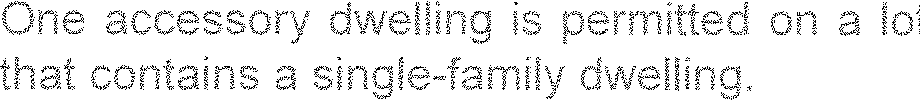 One accessory dwelling is permitted on a lot
that contains a single-family dwelling.